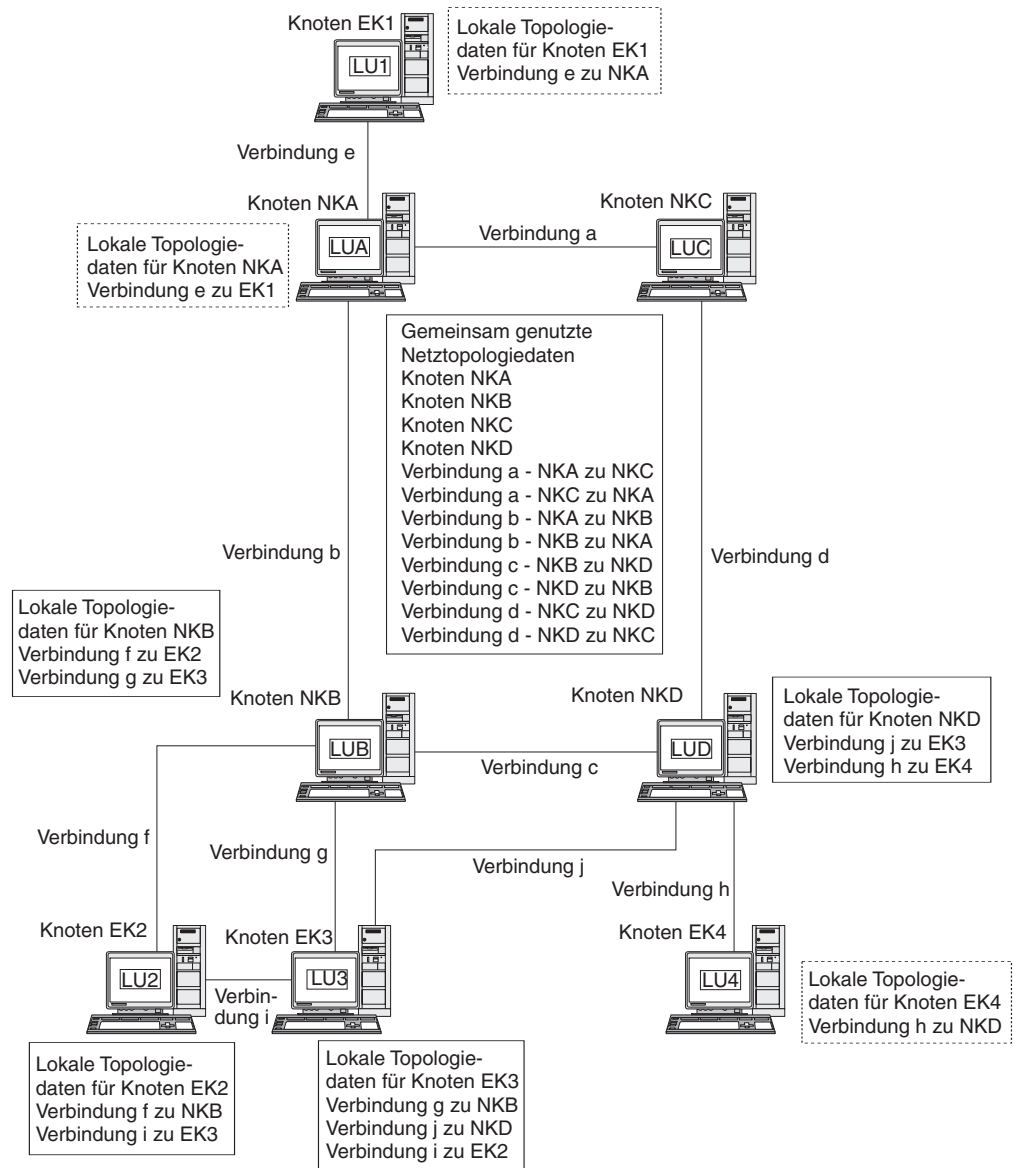 Knoten EK1
LU1
Lokale Topologie-
daten für Knoten EK1
Verbindung e zu NKA
Verbindung e
Knoten NKA
LUA
Knoten NKC
LUC
Verbindung a
Lokale Topologie-
daten für Knoten NKA
Verbindung e zu EK1
Gemeinsam genutzte
Netztopologiedaten
Knoten NKA
Knoten NKB
Knoten NKC
Knoten NKD
Verbindung a - NKA zu NKC
Verbindung a - NKC zu NKA
Verbindung b - NKA zu NKB
Verbindung b - NKB zu NKA
Verbindung c - NKB zu NKD
Verbindung c - NKD zu NKB
Verbindung d - NKC zu NKD
Verbindung d - NKD zu NKC
Verbindung b
Verbindung d
Lokale Topologie-
daten für Knoten NKB
Verbindung f zu EK2
Verbindung g zu EK3
Knoten NKB
LUB
Knoten NKD
LUD
Verbindung c
Lokale Topologie-
daten für Knoten NKD
Verbindung j zu EK3
Verbindung h zu EK4
Verbindung f
Verbindung g
Verbindung j
Verbindung h
Knoten EK2
LU2
Knoten EK3
LU3
Verbin-
dung i
Knoten EK4
LU4
Lokale Topologie-
daten für Knoten EK4
Verbindung h zu NKD
Lokale Topologie-
daten für Knoten EK2
Verbindung f zu NKB
Verbindung i zu EK3
Lokale Topologie-
daten für Knoten EK3
Verbindung g zu NKB
Verbindung j zu NKD
Verbindung i zu EK2